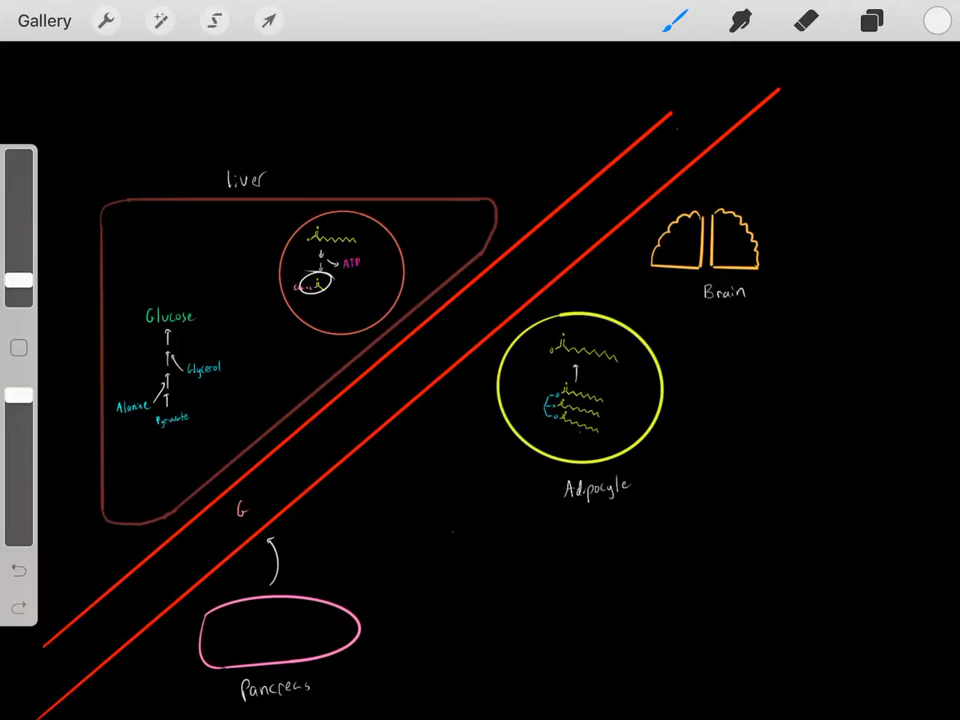 Gallery
liver
ATP
Glucose
Glycerol
Alanine
Pyruvate
G
Pancreas
Brain
Adipocyte